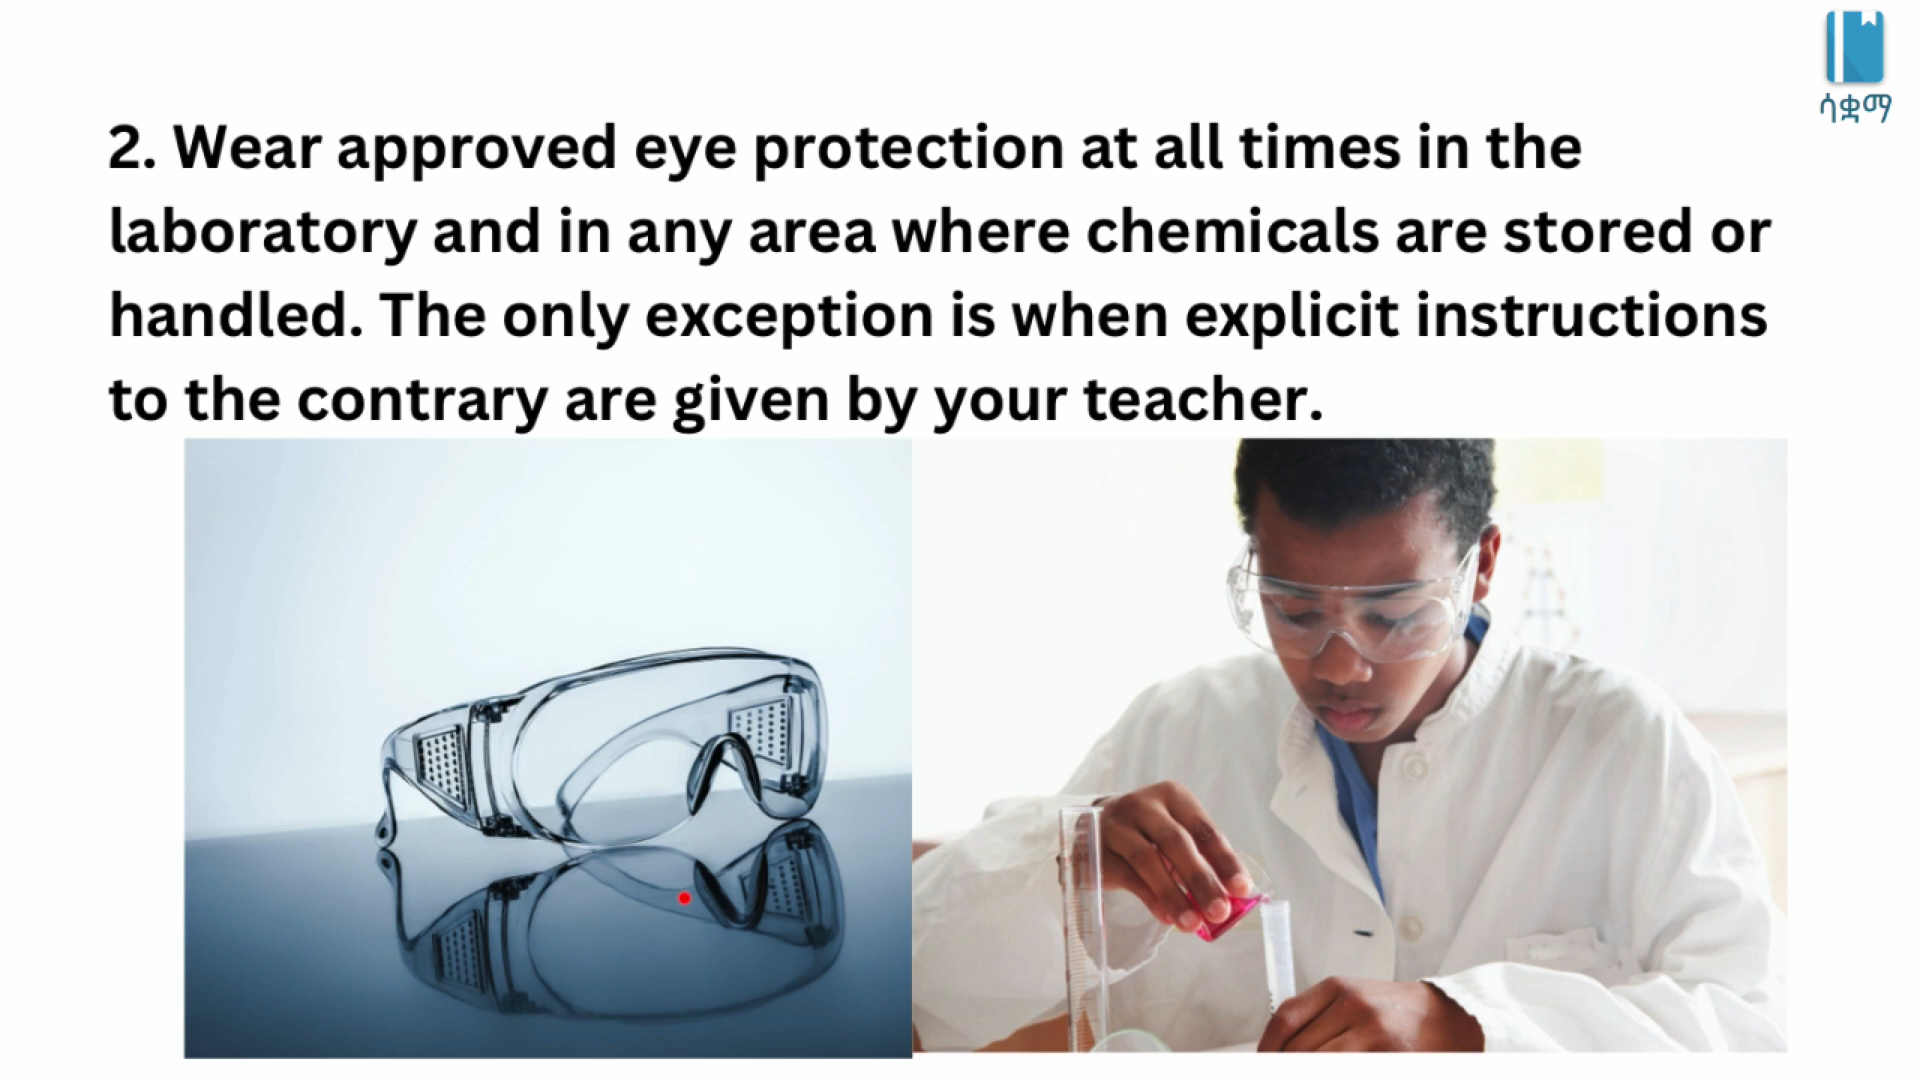 ሳቋማ
2. Wear approved eye protection at all times in the
laboratory and in any area where chemicals are stored or
handled. The only exception is when explicit instructions
to the contrary are given by your teacher.